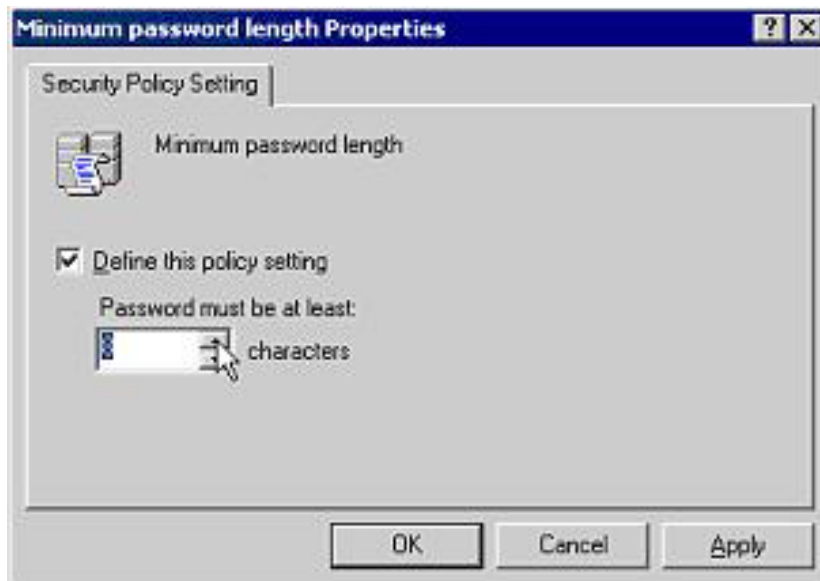 Minimum password length Properties
Security Policy Setting
Minimum password length
Define this policy setting
Password must be at least:
8 characters
OK Cancel Apply